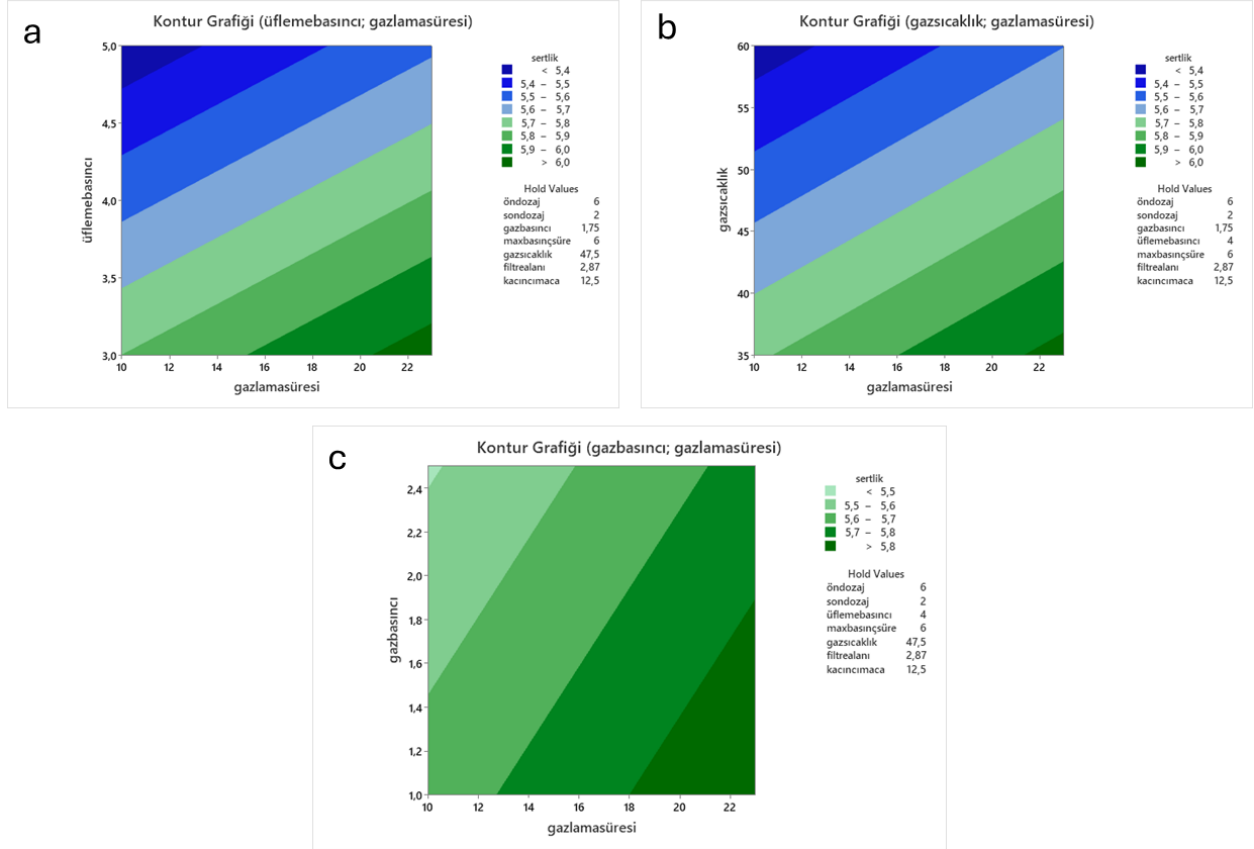 a
Kontur Grafiği (üflemebasıncı; gazlamasüresi)
5,0
4,5
4,0
3,5
3,0
üflemebasıncı
10 12 14 16 18 20 22
gazlamasüresi
sertlik
< 5,4
5,4 – 5,5
5,5 – 5,6
5,6 – 5,7
5,7 – 5,8
5,8 – 5,9
5,9 – 6,0
> 6,0
Hold Values
öndozaj 6
sondozaj 2
gazbasıncı 1,75
maxbasınçsüre 6
gazsıcaklık 47,5
filtrealanı 2,87
kacıncımaca 12,5
b
Kontur Grafiği (gazsıcaklık; gazlamasüresi)
60
55
50
45
40
35
gazsıcaklık
10 12 14 16 18 20 22
gazlamasüresi
sertlik
< 5,4
5,4 – 5,5
5,5 – 5,6
5,6 – 5,7
5,7 – 5,8
5,8 – 5,9
5,9 – 6,0
> 6,0
Hold Values
öndozaj 6
sondozaj 2
gazbasıncı 1,75
üflemebasıncı 4
maxbasınçsüre 6
filtrealanı 2,87
kacıncımaca 12,5
c
Kontur Grafiği (gazbasıncı; gazlamasüresi)
2,4
2,2
2,0
1,8
1,6
1,4
1,2
1,0
gazbasıncı
10 12 14 16 18 20 22
gazlamasüresi
sertlik
< 5,5
5,5 – 5,6
5,6 – 5,7
5,7 – 5,8
> 5,8
Hold Values
öndozaj 6
sondozaj 2
üflemebasıncı 4
maxbasınçsüre 6
gazsıcaklık 47,5
filtrealanı 2,87
kacıncımaca 12,5